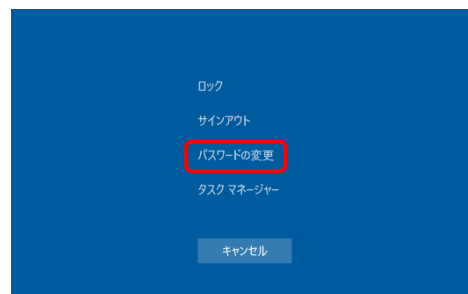 ロック
サインアウト
パスワードの変更
タスク マネージャー
キャンセル